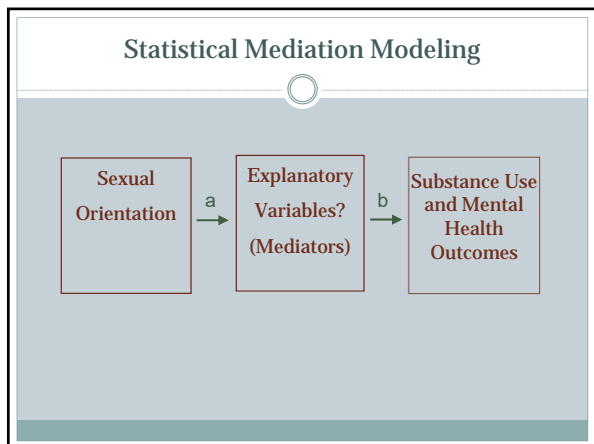 Statistical Mediation Modeling
Sexual
Orientation
a
Explanatory
Variables?
(Mediators)
b
Substance Use
and Mental
Health
Outcomes